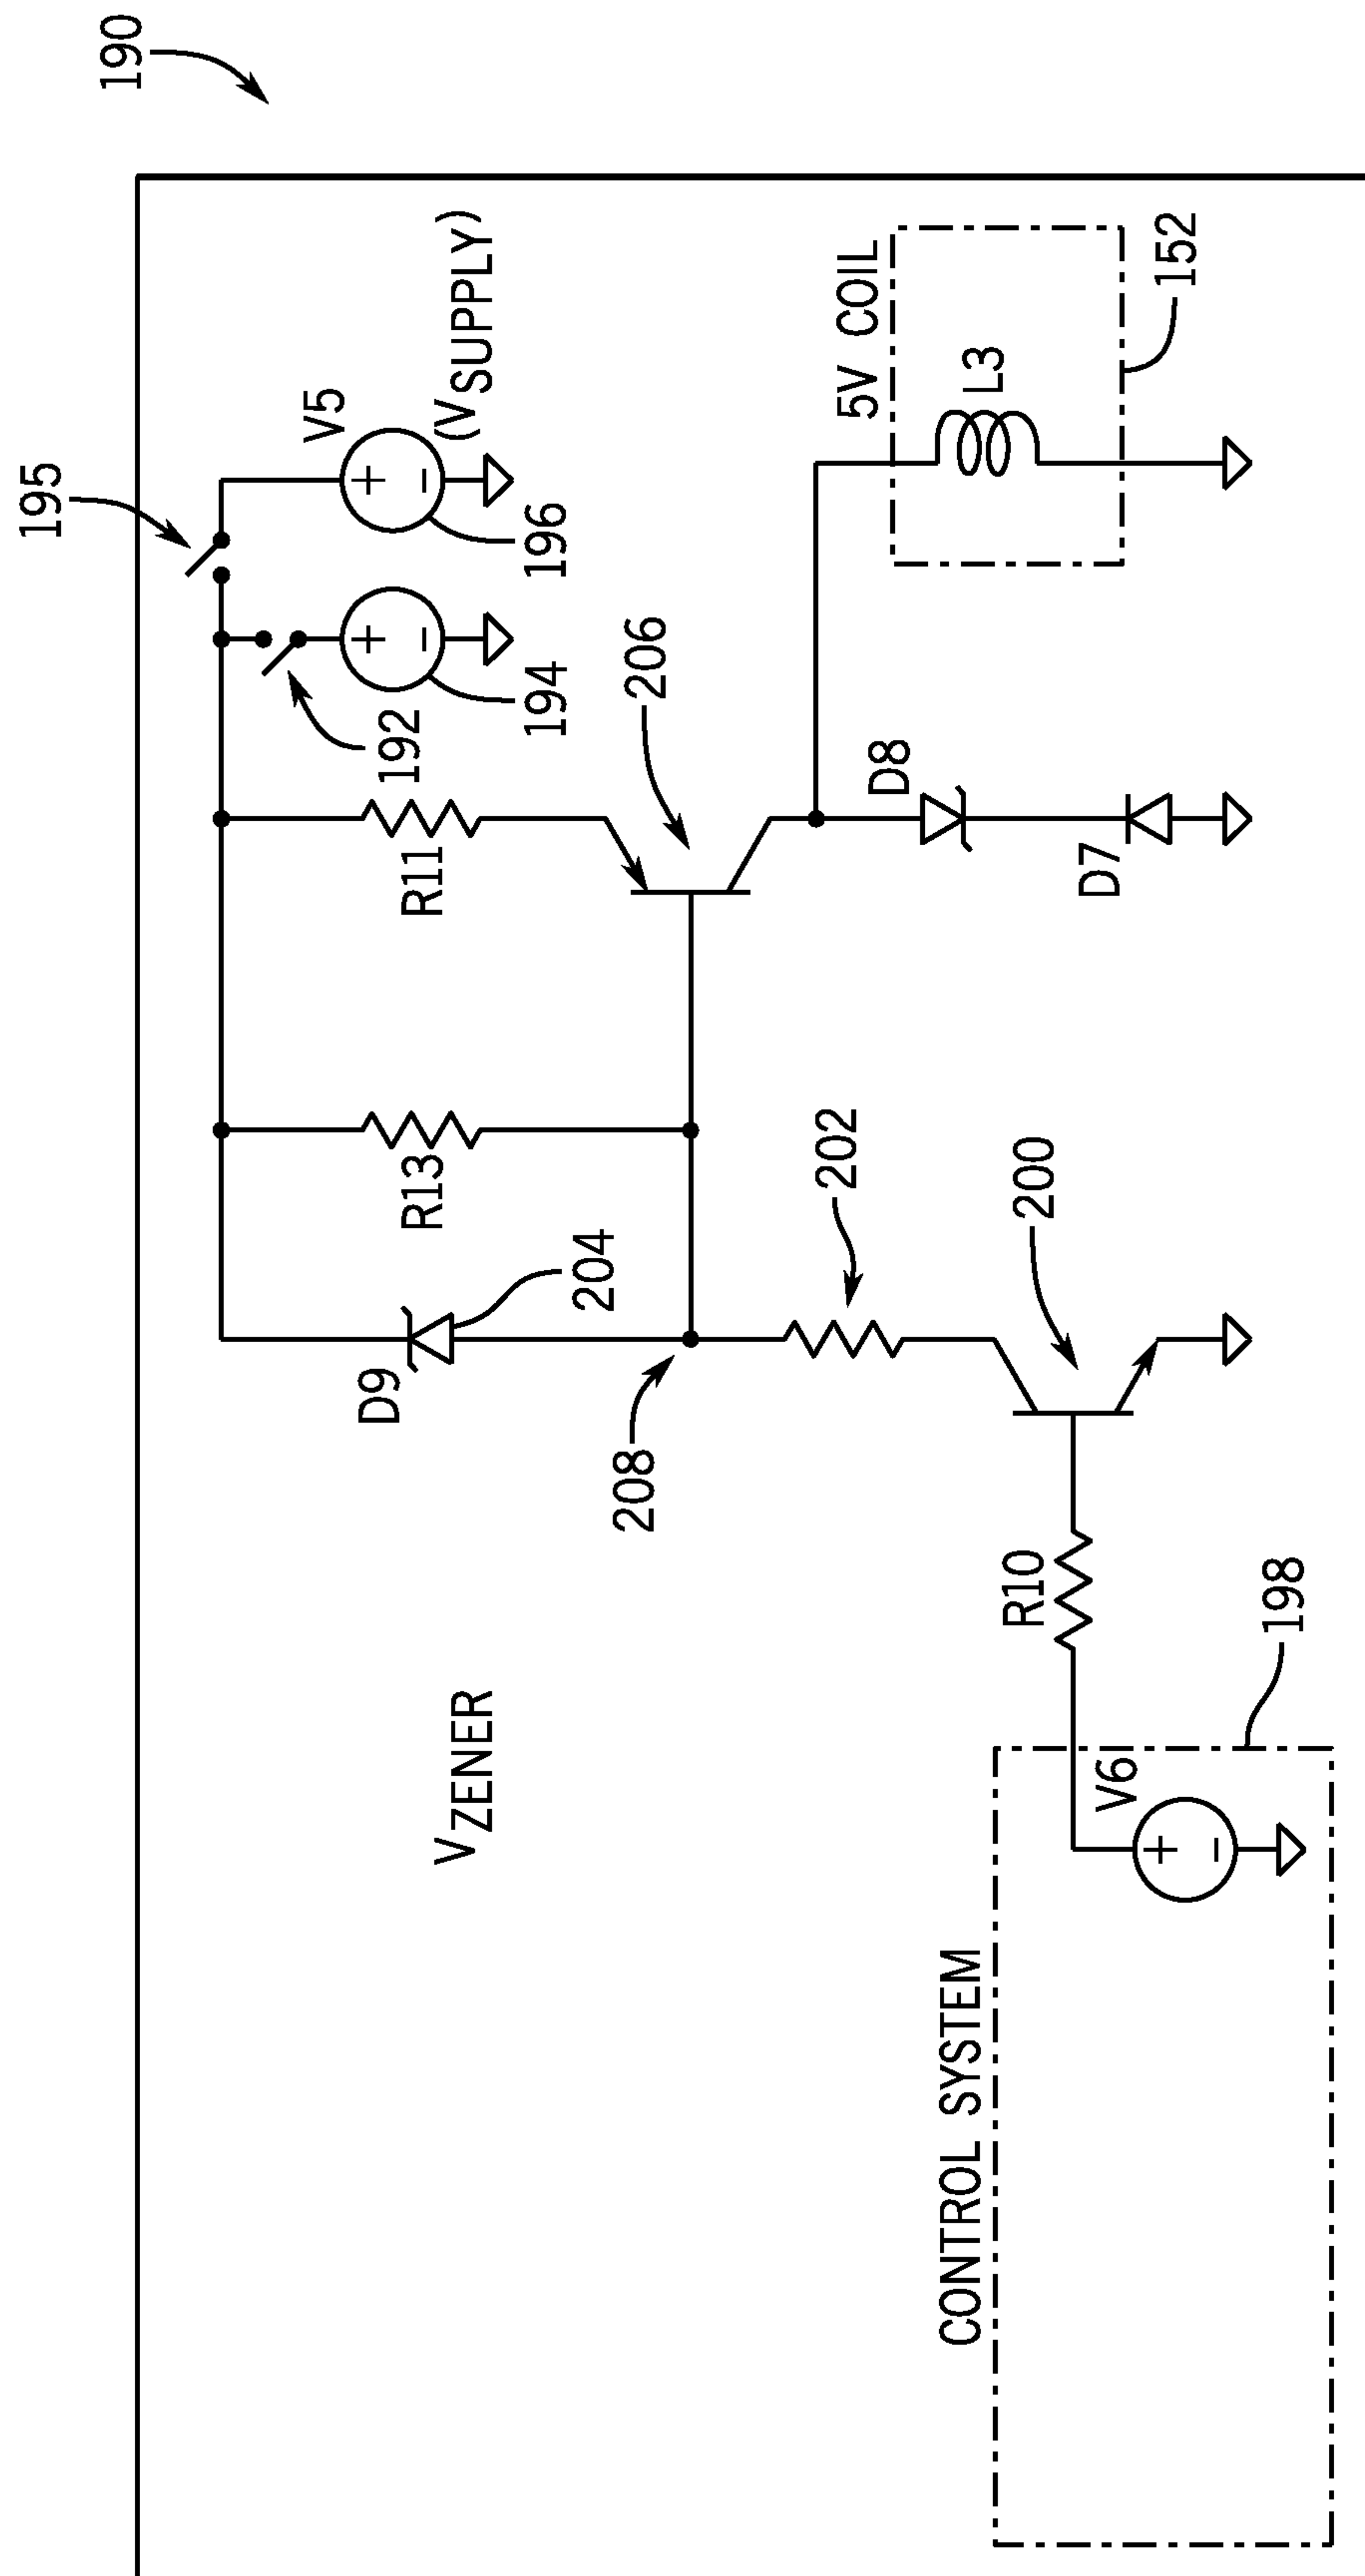 190
195
V5
(VSUPPLY)
196
194
192
R11
206
5V COIL
L3
152
D8
D7
R13
D9
204
208
202
200
R10
VZENER
198
V6
CONTROL SYSTEM
+
−
+
−
+
−